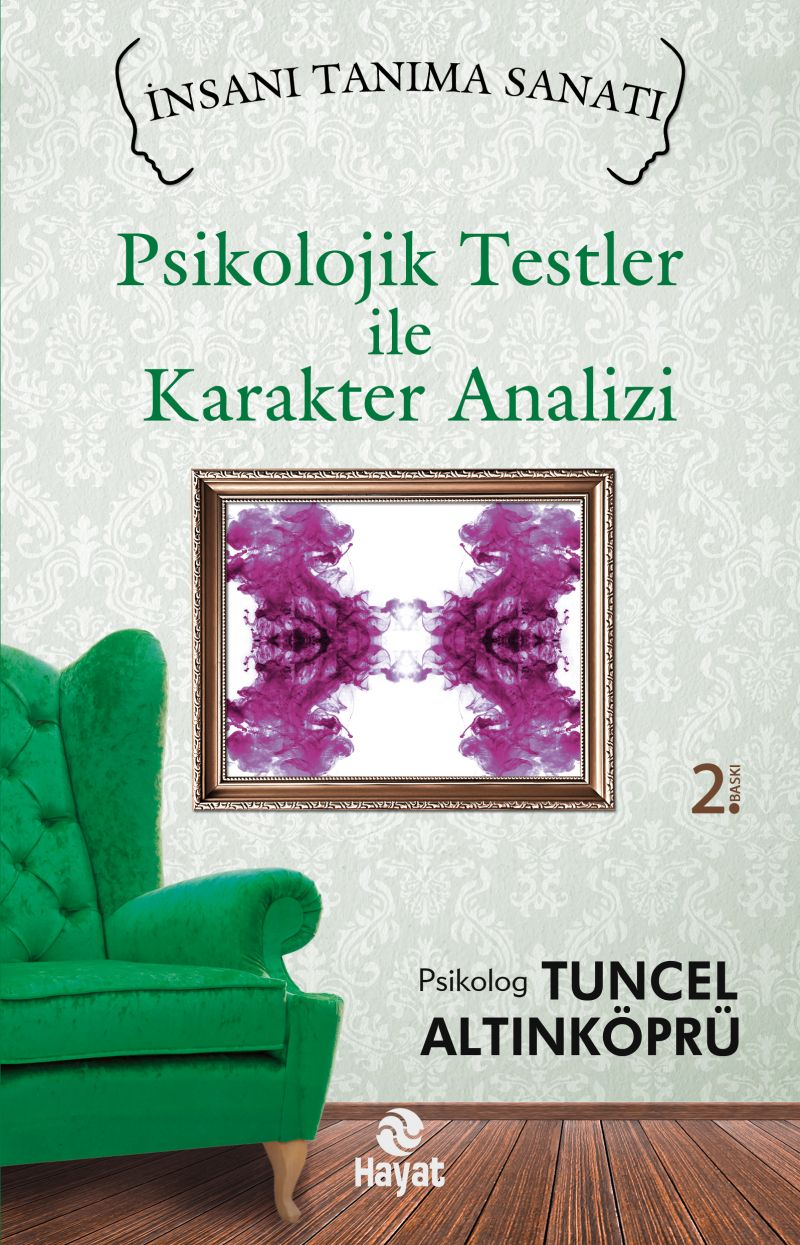 İNSANI TANIMA SANATI
Psikolojik Testler
ile
Karakter Analizi
2. BASKI
Psikolog TUNCEL
ALTINKÖPRÜ
Hayat